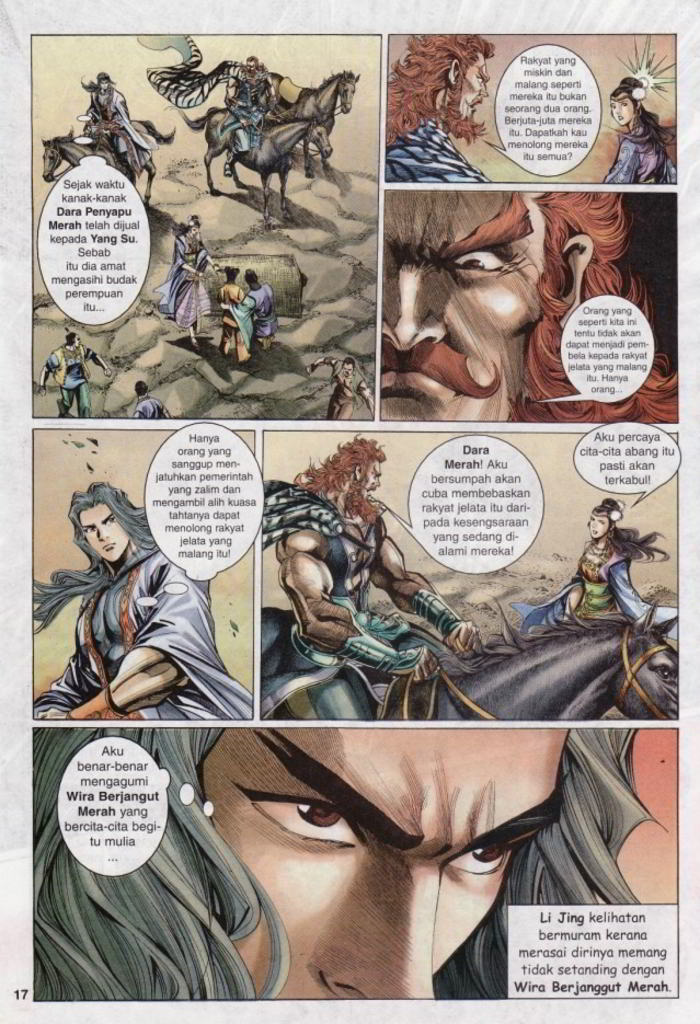 Sejak waktu
kanak-kanak
Dara Penyapu
Merah telah dijual
kepada Yang Su.
Sebab
itu dia amat
mengasihi budak
perempuan
itu...
Rakyat yang
miskin dan
malang seperti
mereka itu bukan
seorang dua orang.
Berjuta-juta mereka
itu. Dapatkah kau
menolong mereka
itu semua?
Orang yang
seperti kita ini
tentu tidak akan
dapat menjadi pem-
bela kepada rakyat
jelata yang malang
itu. Hanya
orang...
Hanya
orang yang
sanggup men-
jatuhkan pemerintah
yang zalim dan
mengambil alih kuasa
tahtanya dapat
menolong rakyat
jelata yang
malang itu!
Dara
Merah! Aku
bersumpah akan
cuba membebaskan
rakyat jelata itu dari-
pada kesengsaraan
yang sedang di-
alami mereka!
Aku percaya
cita-cita abang itu
pasti akan
terkabul!
Aku
benar-benar
mengagumi
Wira Berjangut
Merah yang
bercita-cita begi-
tu mulia
...
Li Jing kelihatan
bermuram kerana
merasai dirinya memang
tidak setanding dengan
Wira Berjanggut Merah.
17